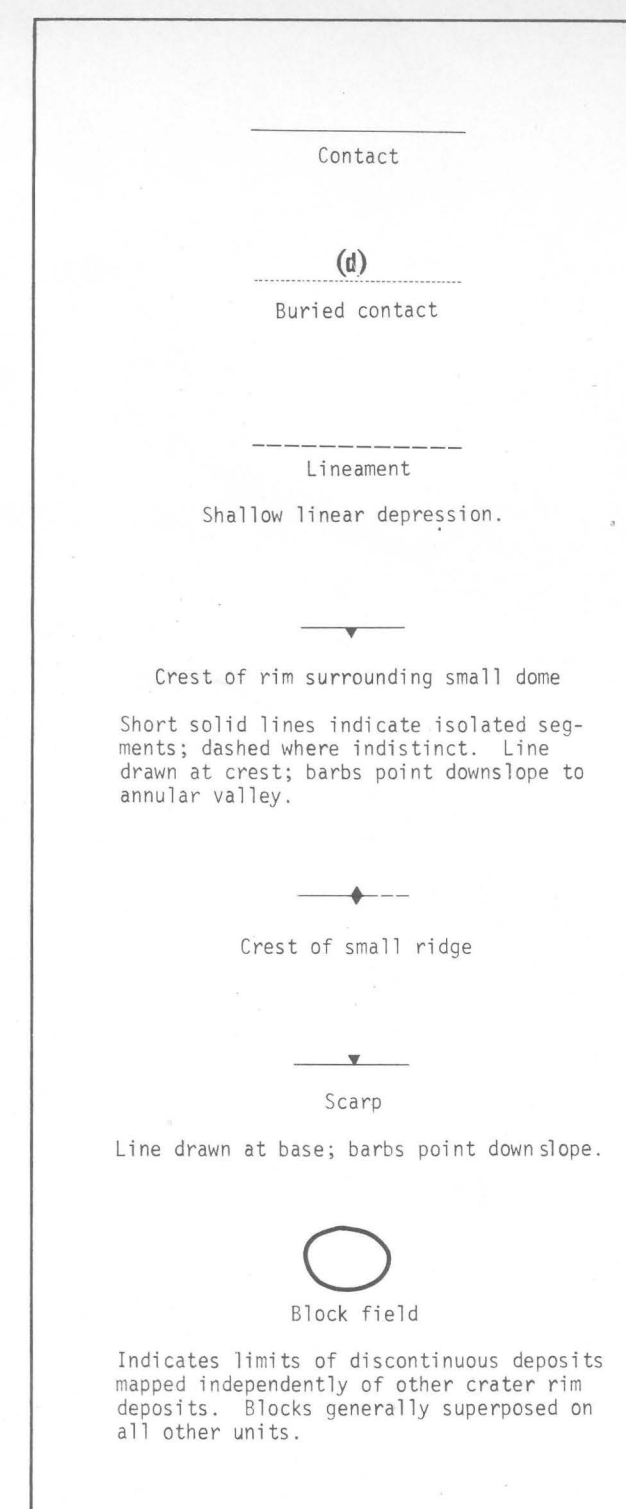 Contact
(d)
Buried contact
Lineament
Shallow linear depression.
Crest of rim surrounding small dome
Short solid lines indicate isolated seg-
ments; dashed where indistinct. Line
drawn at crest; barbs point downslope to
annular valley.
Crest of small ridge
Scarp
Line drawn at base; barbs point downslope.
Block field
Indicates limits of discontinuous deposits
mapped independently of other crater rim
deposits. Blocks generally superposed on
all other units.